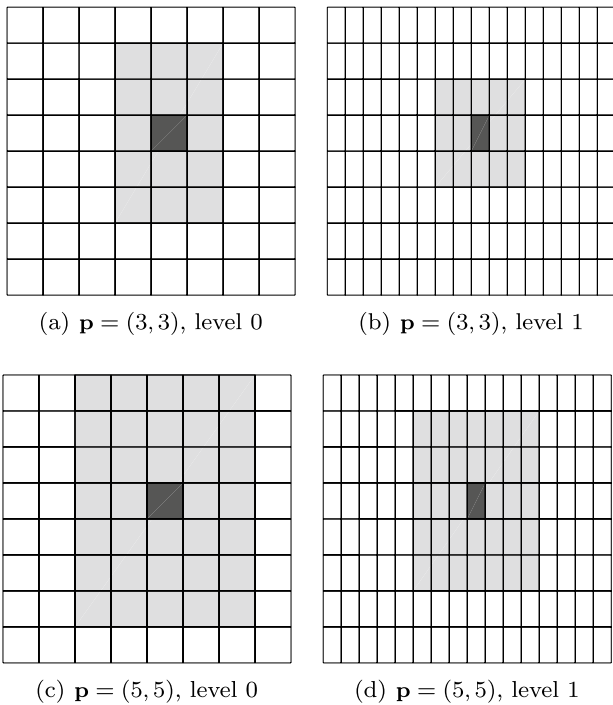 (a) p = (3, 3), level 0
(b) p = (3, 3), level 1
(c) p = (5, 5), level 0
(d) p = (5, 5), level 1